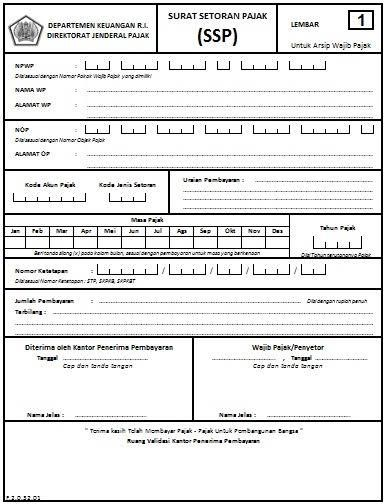 DEPARTEMEN KEUANGAN R.I.
DIREKTORAT JENDERAL PAJAK
SURAT SETORAN PAJAK
(SSP)
LEMBAR 1
Untuk Arsip Wajib Pajak
NPWP :
Diisi sesuai dengan Nomor Pokok Wajib Pajak yang dimiliki
NAMA WP :
ALAMAT WP :
NOP :
Diisi sesuai dengan Nomor Objek Pajak
ALAMAT OP :
Kode Akun Pajak
Kode Jenis Setoran
Uraian Pembayaran :
Masa Pajak
Jan Feb Mar Apr Mei Jun Jul Ags Sep Okt Nov Des
Beri tanda silang (x) pada kolom bulan, sesuai dengan pembayaran untuk masa yang berkenaan
Tahun Pajak
Diisi Tahun terutangnya Pajak
Nomor Ketetapan : / / / /
Diisi sesuai Nomor Ketetapan : STP, SKPKB, SKPKBT
Jumlah Pembayaran : Diisi dengan rupiah penuh
Terbilang :
Diterima oleh Kantor Penerima Pembayaran
Tanggal
Cap dan tanda tangan
Nama Jelas :
Wajib Pajak/Penyetor
, Tanggal
Cap dan tanda tangan
Nama Jelas :
" Terima Kasih Telah Membayar Pajak - Pajak Untuk Pembangunan Bangsa "
Ruang Validasi Kantor Penerima Pembayaran
F.2.0.32.01